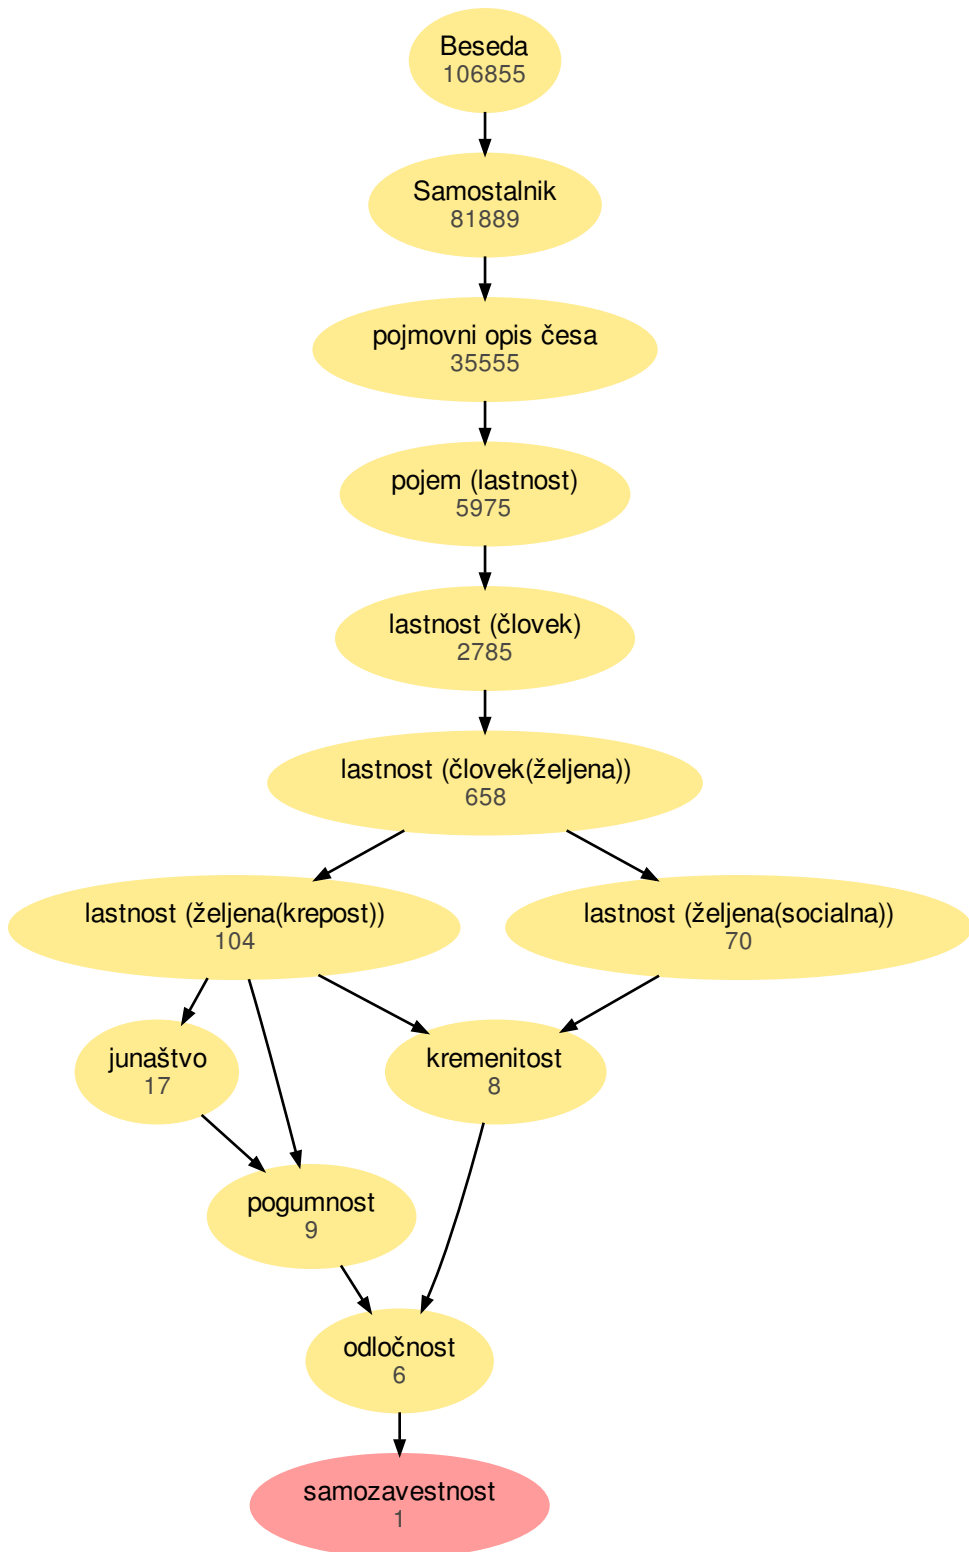 Beseda
106855
Samostalnik
81889
pojmovni opis česa
35555
pojem (lastnost)
5975
lastnost (človek)
2785
lastnost (človek(željena))
658
lastnost (željena(krepost))
104
lastnost (željena(socialna))
70
junaštvo
17
kremenitost
8
pogumnost
9
odločnost
6
samozavestnost
1